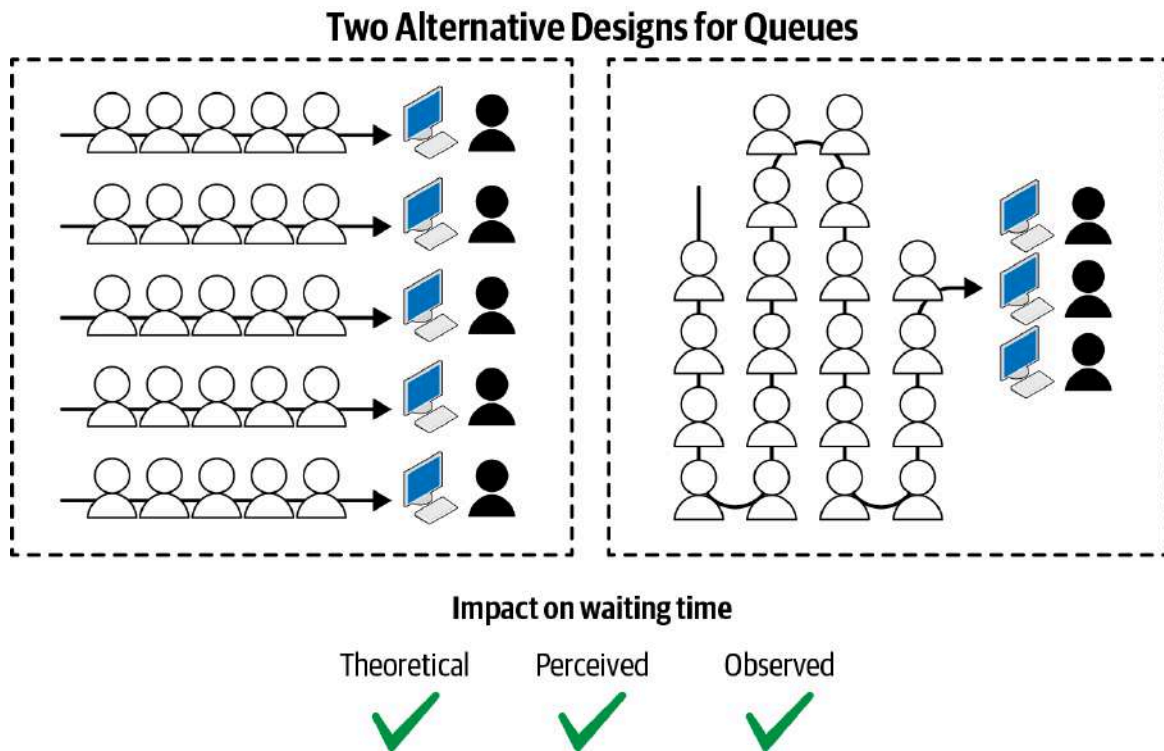 Two Alternative Designs for Queues
Impact on waiting time
Theoretical Perceived Observed